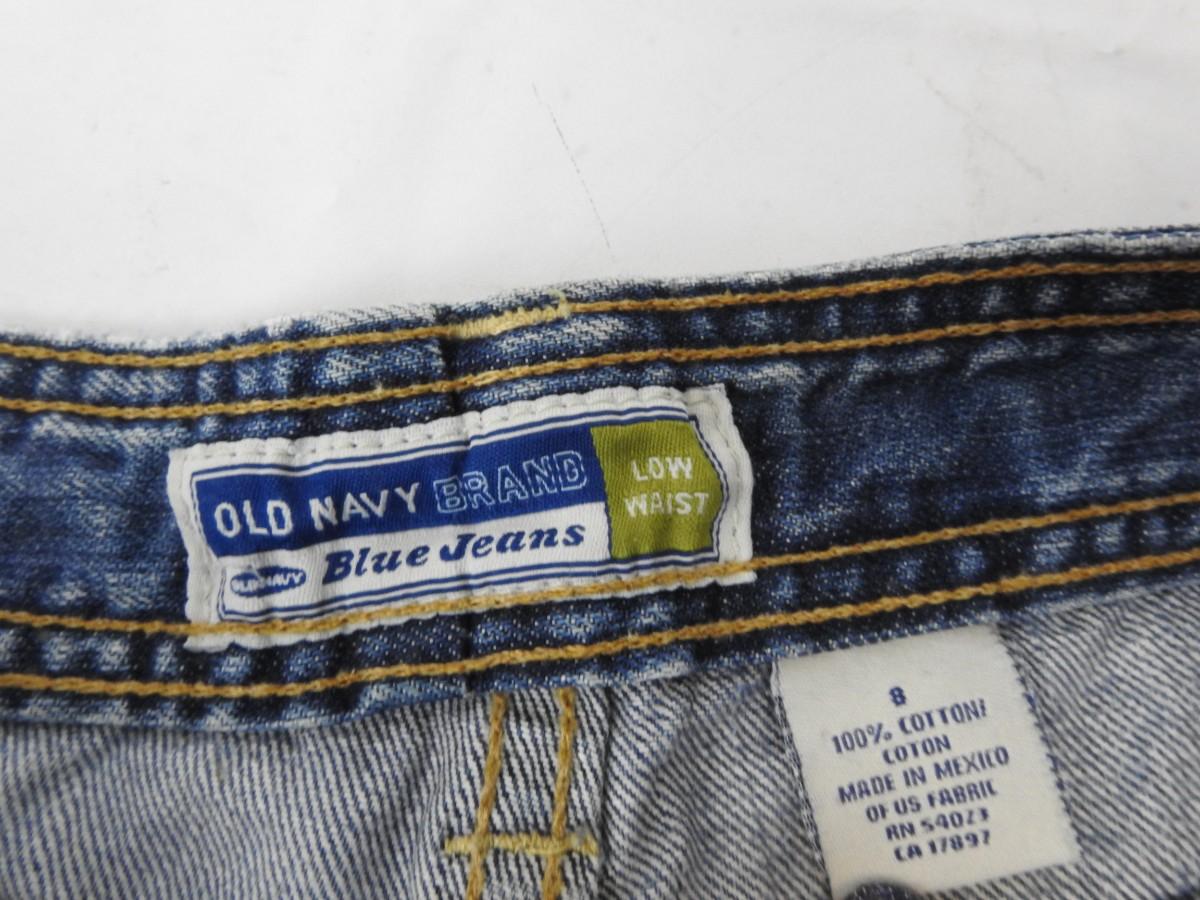 OLD NAVY BRAND
LOW
WAIST
OLD NAVY
Blue Jeans
8
100% COTTON/
COTON
MADE IN MEXICO
OF US FABRIC
RN 54023
CA 17897